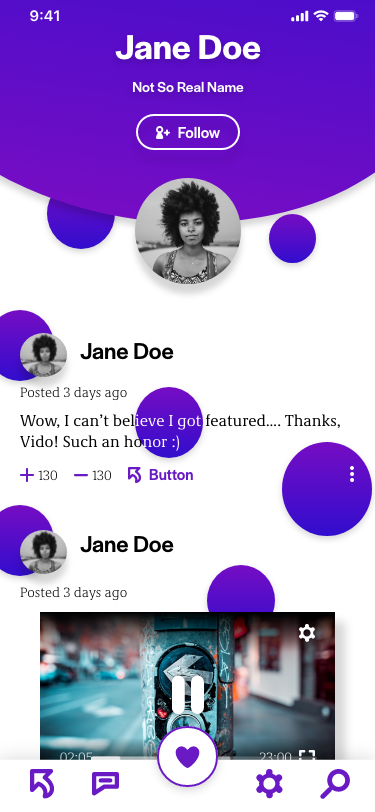 9:41
Jane Doe
Not So Real Name
Follow
Jane Doe
Posted 3 days ago
Wow, I can't believe I got featured.... Thanks,
Vido! Such an honor :)
130 130 Button
Jane Doe
Posted 3 days ago
02:05 23:00